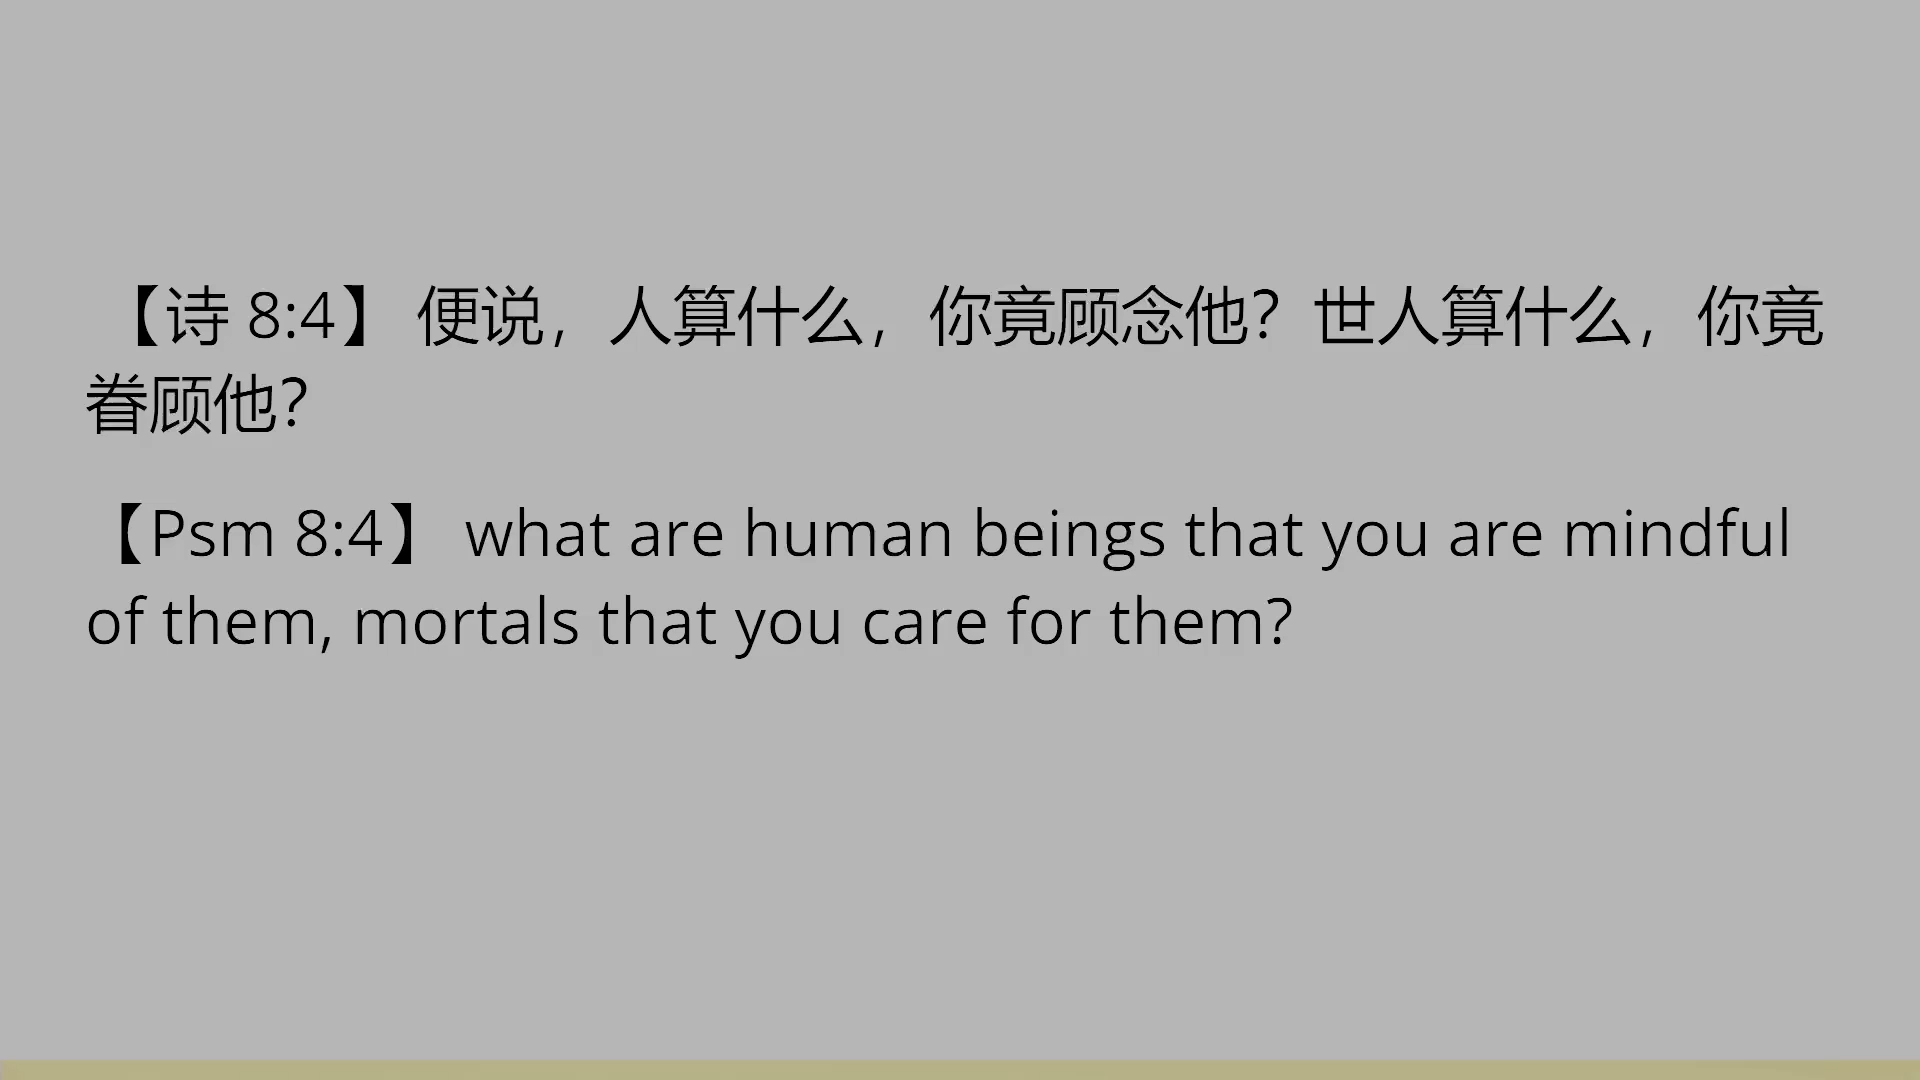 【诗 8:4】 便说，人算什么，你竟顾念他？世人算什么，你竟
眷顾他？
【Psm 8:4】 what are human beings that you are mindful
of them, mortals that you care for them?